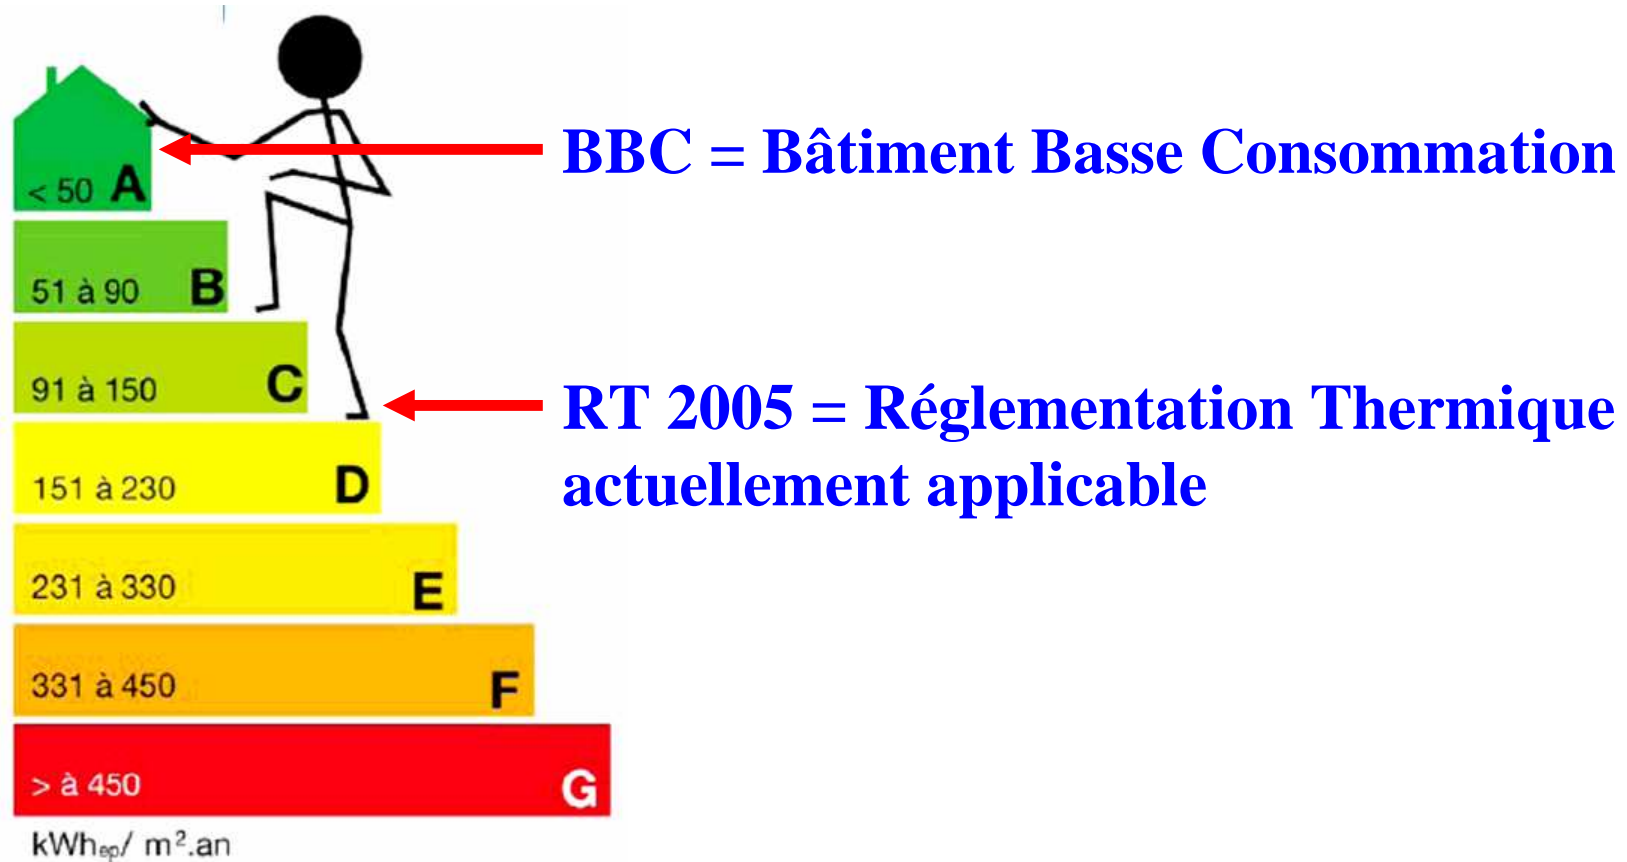 BBC = Bâtiment Basse Consommation
< 50 A
51 à 90 B
91 à 150 C
RT 2005 = Réglementation Thermique
actuellement applicable
151 à 230 D
231 à 330 E
331 à 450 F
> à 450 G
kWhep/ m².an